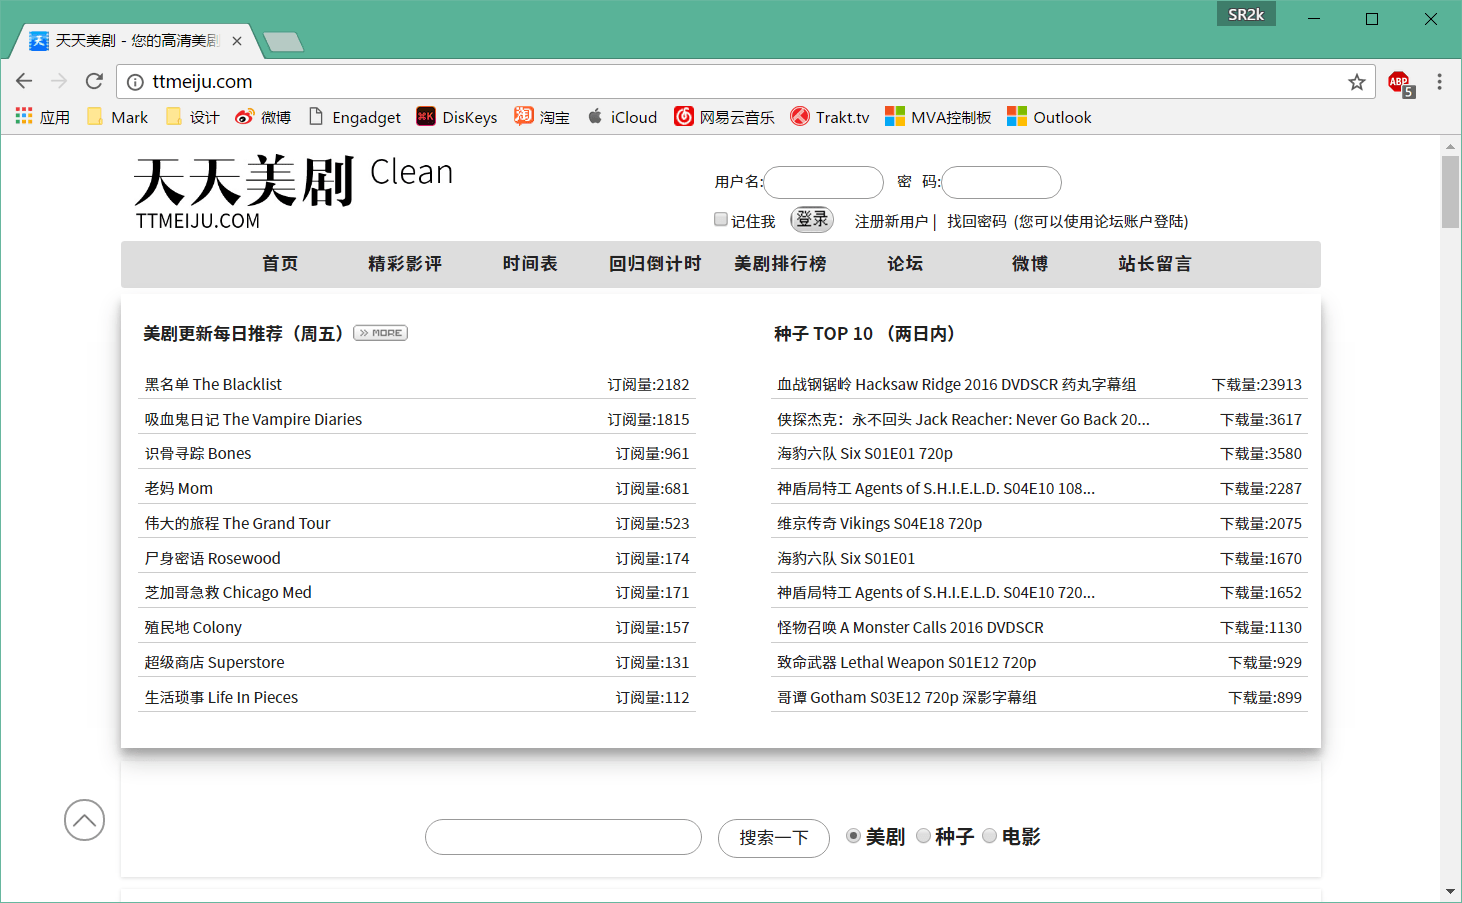 SR2k
天天美剧 - 您的高清美剧
ttmeiju.com
ABP 5
应用 Mark 设计 微博 Engadget DisKeys 淘宝 iCloud 网易云音乐 Trakt.tv MVA控制板 Outlook
天天美剧 Clean
TTMEIJU.COM
用户名: 密 码:
记住我 登录 注册新用户 | 找回密码 (您可以使用论坛账户登陆)
首页 精彩影评 时间表 回归倒计时 美剧排行榜 论坛 微博 站长留言
美剧更新每日推荐（周五） >> MORE
黑名单 The Blacklist 订阅量:2182
吸血鬼日记 The Vampire Diaries 订阅量:1815
识骨寻踪 Bones 订阅量:961
老妈 Mom 订阅量:681
伟大的旅程 The Grand Tour 订阅量:523
尸身密语 Rosewood 订阅量:174
芝加哥急救 Chicago Med 订阅量:171
殖民地 Colony 订阅量:157
超级商店 Superstore 订阅量:131
生活琐事 Life In Pieces 订阅量:112
种子 TOP 10 （两日内）
血战钢锯岭 Hacksaw Ridge 2016 DVDSCR 药丸字幕组 下载量:23913
侠探杰克：永不回头 Jack Reacher: Never Go Back 20... 下载量:3617
海豹六队 Six S01E01 720p 下载量:3580
神盾局特工 Agents of S.H.I.E.L.D. S04E10 108... 下载量:2287
维京传奇 Vikings S04E18 720p 下载量:2075
海豹六队 Six S01E01 下载量:1670
神盾局特工 Agents of S.H.I.E.L.D. S04E10 720... 下载量:1652
怪物召唤 A Monster Calls 2016 DVDSCR 下载量:1130
致命武器 Lethal Weapon S01E12 720p 下载量:929
哥谭 Gotham S03E12 720p 深影字幕组 下载量:899
搜索一下 美剧 种子 电影